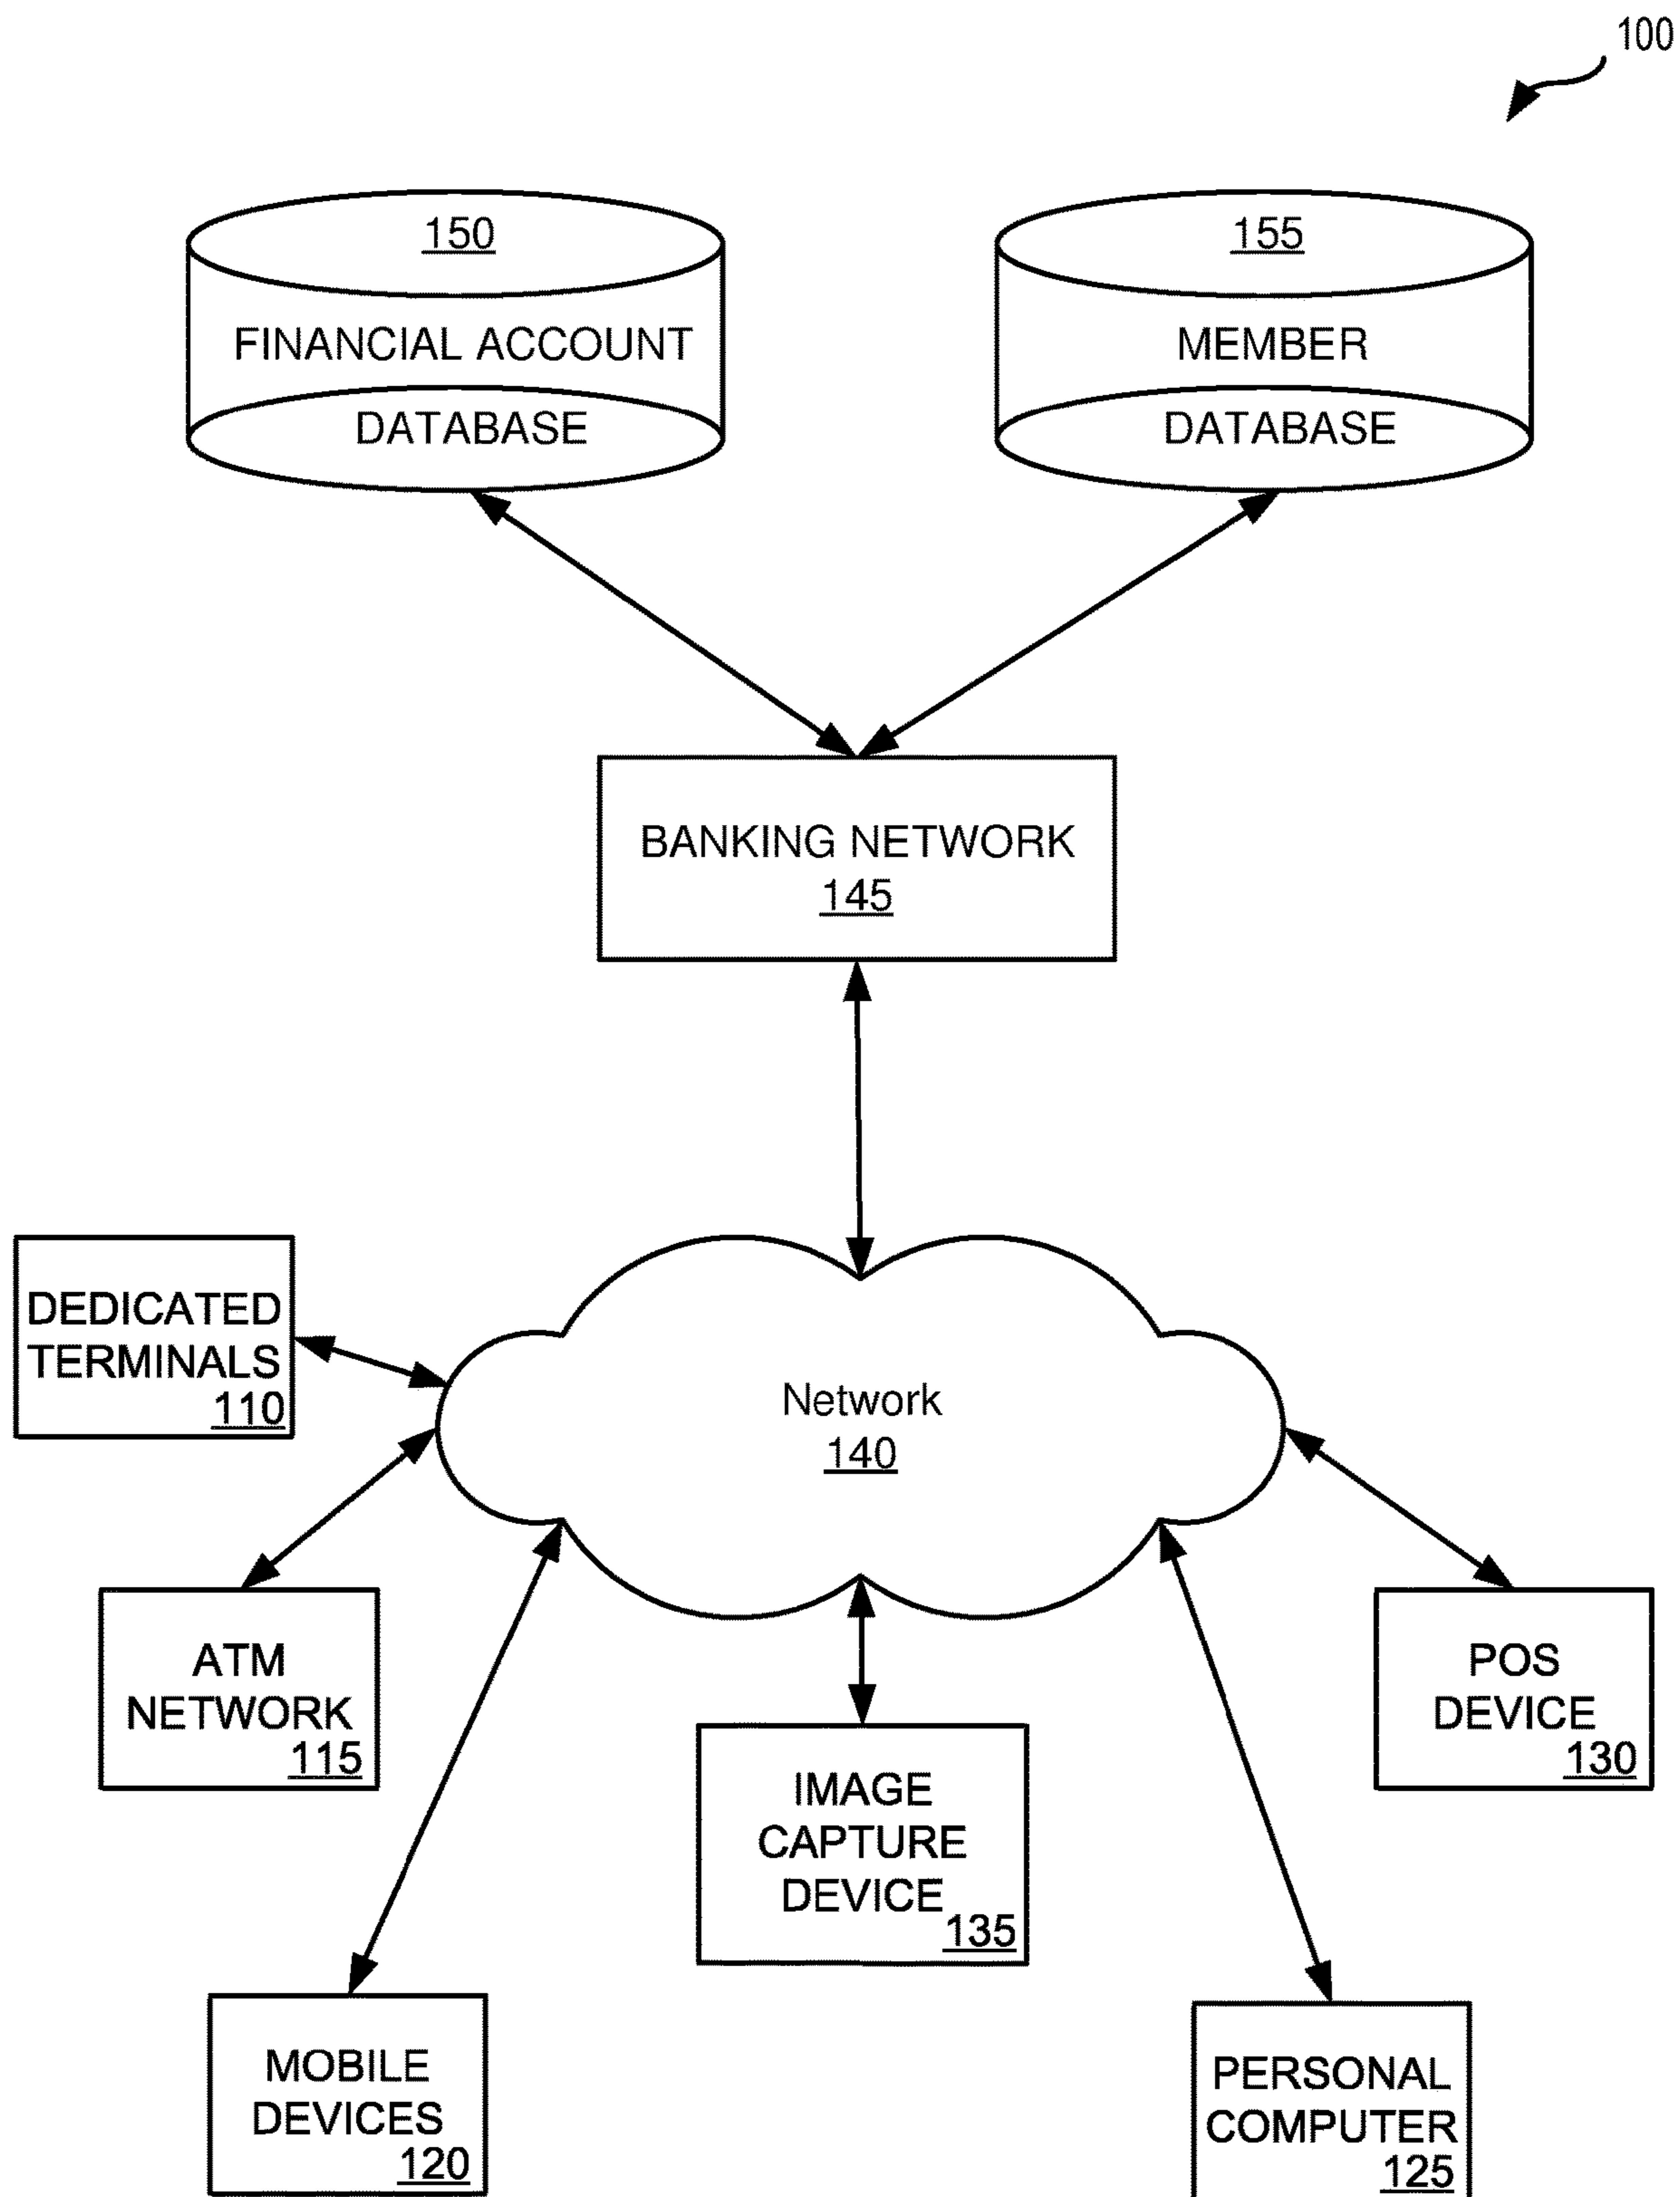 100
150
FINANCIAL ACCOUNT
DATABASE
155
MEMBER
DATABASE
BANKING NETWORK
145
DEDICATED
TERMINALS
110
Network
140
ATM
NETWORK
115
POS
DEVICE
130
IMAGE
CAPTURE
DEVICE
135
MOBILE
DEVICES
120
PERSONAL
COMPUTER
125